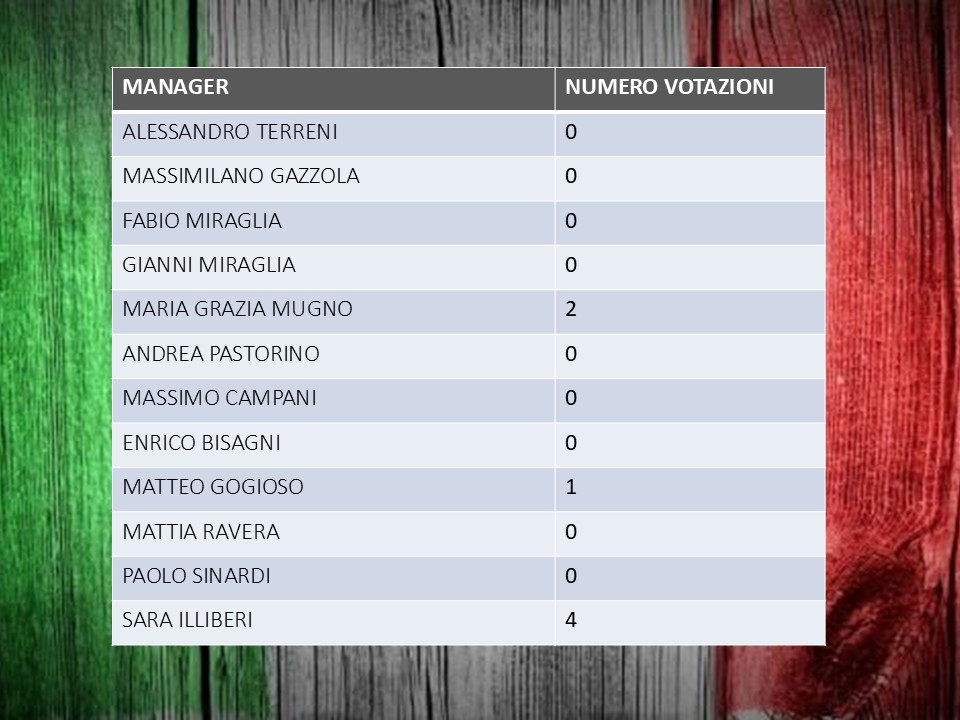 MANAGER NUMERO VOTAZIONI
ALESSANDRO TERRENI 0
MASSIMILANO GAZZOLA 0
FABIO MIRAGLIA 0
GIANNI MIRAGLIA 0
MARIA GRAZIA MUGNO 2
ANDREA PASTORINO 0
MASSIMO CAMPANI 0
ENRICO BISAGNI 0
MATTEO GOGIOSO 1
MATTIA RAVERA 0
PAOLO SINARDI 0
SARA ILLIBERI 4